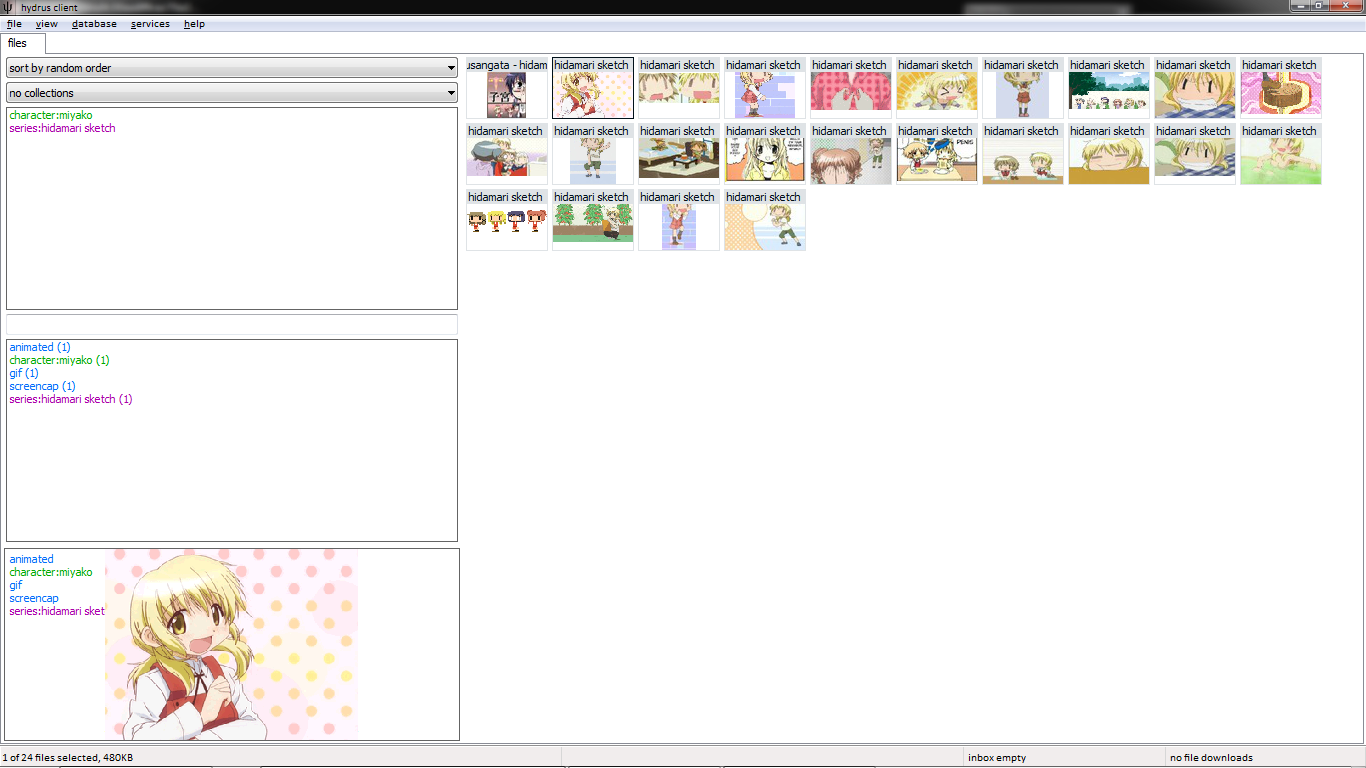 hydrus client
file view database services help
files
sort by random order
no collections
character:miyako
series:hidamari sketch
animated (1)
character:miyako (1)
gif (1)
screencap (1)
series:hidamari sketch (1)
animated
character:miyako
gif
screencap
series:hidamari sket
usangata - hidam hidamari sketch hidamari sketch hidamari sketch hidamari sketch hidamari sketch hidamari sketch hidamari sketch hidamari sketch hidamari sketch
子宮
hidamari sketch hidamari sketch hidamari sketch hidamari sketch hidamari sketch hidamari sketch hidamari sketch hidamari sketch hidamari sketch hidamari sketch
PENIS
hidamari sketch hidamari sketch hidamari sketch hidamari sketch
1 of 24 files selected, 480KB
inbox empty
no file downloads